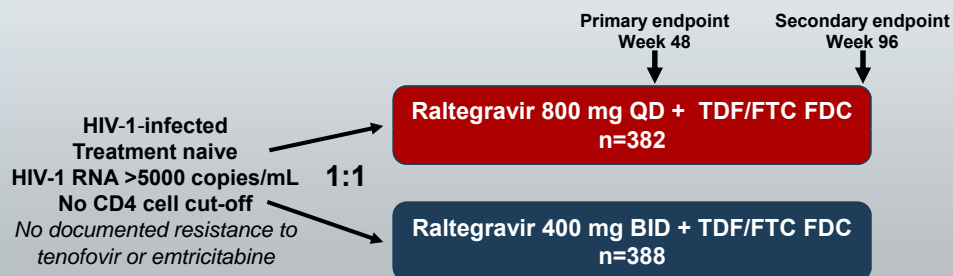 Primary endpoint
Week 48
Secondary endpoint
Week 96
Raltegravir 800 mg QD + TDF/FTC FDC
n=382
HIV-1-infected
Treatment naive
HIV-1 RNA >5000 copies/mL
No CD4 cell cut-off
No documented resistance to
tenofovir or emtricitabine
1:1
Raltegravir 400 mg BID + TDF/FTC FDC
n=388